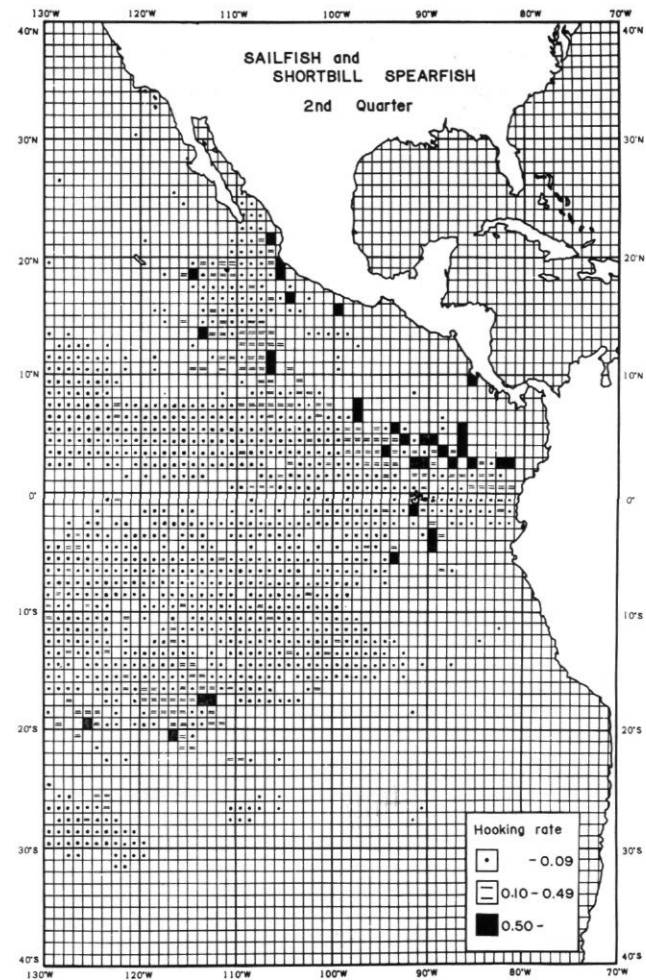 130°W 120°W 110°W 100°W 90°W 80°W 70°W
40°N 40°N
SAILFISH and
SHORTBILL SPEARFISH
2nd Quarter
30°N 30°N
20°N 20°N
10°N 10°N
0° 0°
10°S 10°S
20°S 20°S
Hooking rate
-0.09
30°S 30°S
0.10-0.49
0.50-
40°S 40°S
130°W 120°W 110°W 100°W 90°W 80°W 70°W